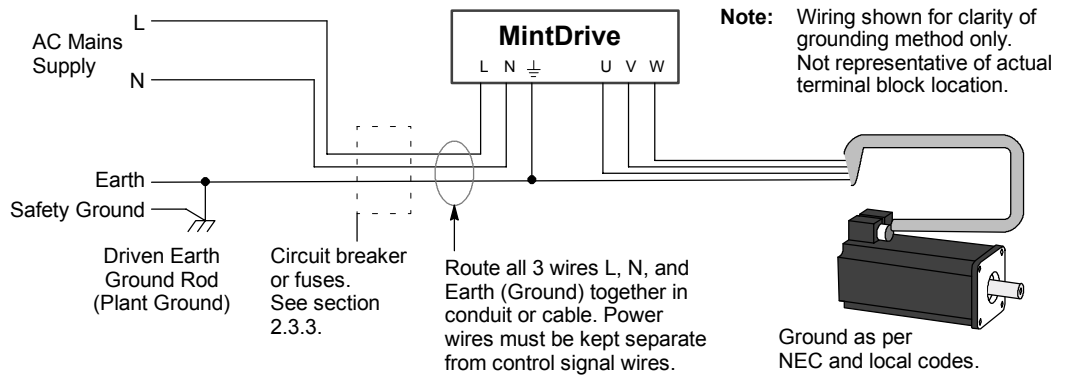 AC Mains
Supply
L
N
Earth
Safety Ground
Driven Earth
Ground Rod
(Plant Ground)
Circuit breaker
or fuses.
See section
2.3.3.
MintDrive
L N U V W
Route all 3 wires L, N, and
Earth (Ground) together in
conduit or cable. Power
wires must be kept separate
from control signal wires.
Note: Wiring shown for clarity of
grounding method only.
Not representative of actual
terminal block location.
Ground as per
NEC and local codes.